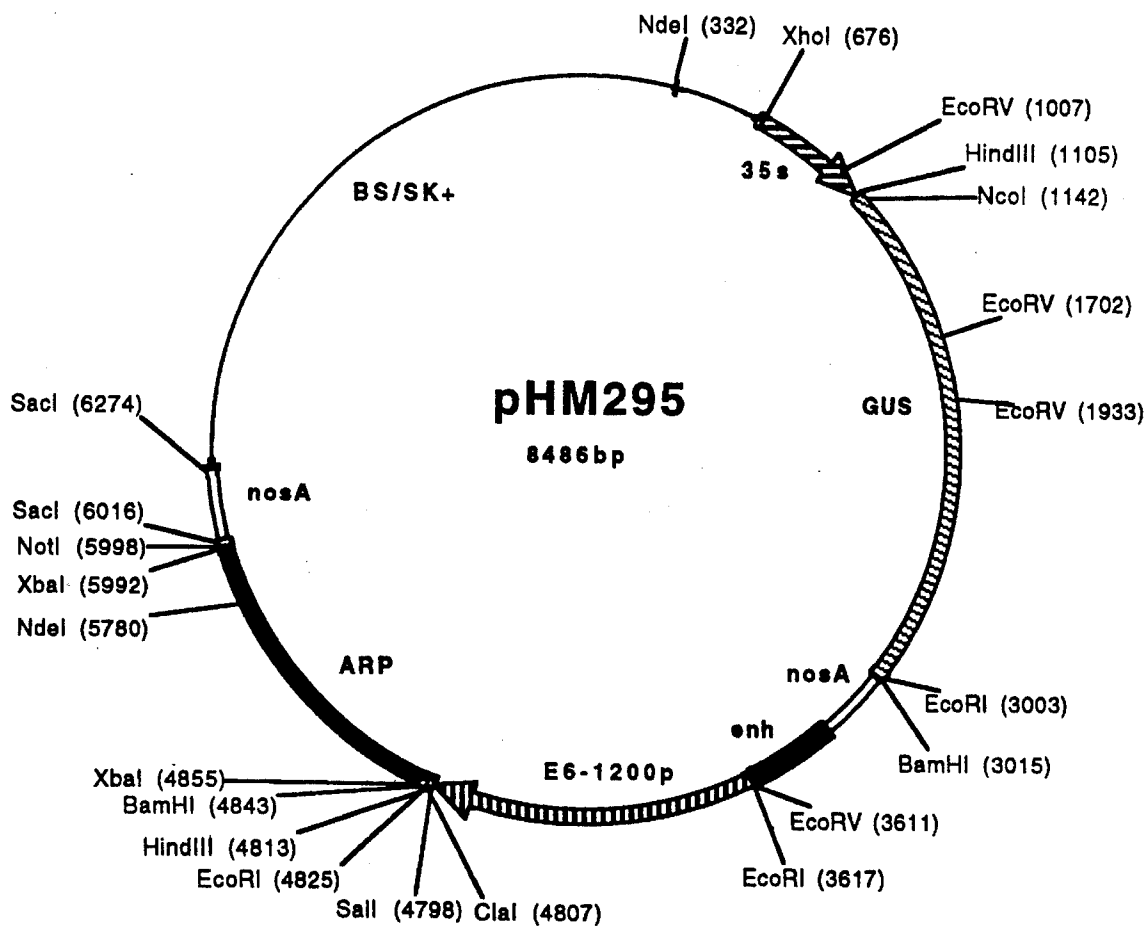 NdeI (332)
XhoI (676)
EcoRV (1007)
HindIII (1105)
NcoI (1142)
35s
BS/SK+
EcoRV (1702)
pHM295
8486bp
GUS
EcoRV (1933)
SacI (6274)
nosA
SacI (6016)
NotI (5998)
XbaI (5992)
NdeI (5780)
ARP
nosA
EcoRI (3003)
enh
BamHI (3015)
E6-1200p
XbaI (4855)
BamHI (4843)
EcoRV (3611)
HindIII (4813)
EcoRI (4825)
EcoRI (3617)
SalI (4798)
ClaI (4807)